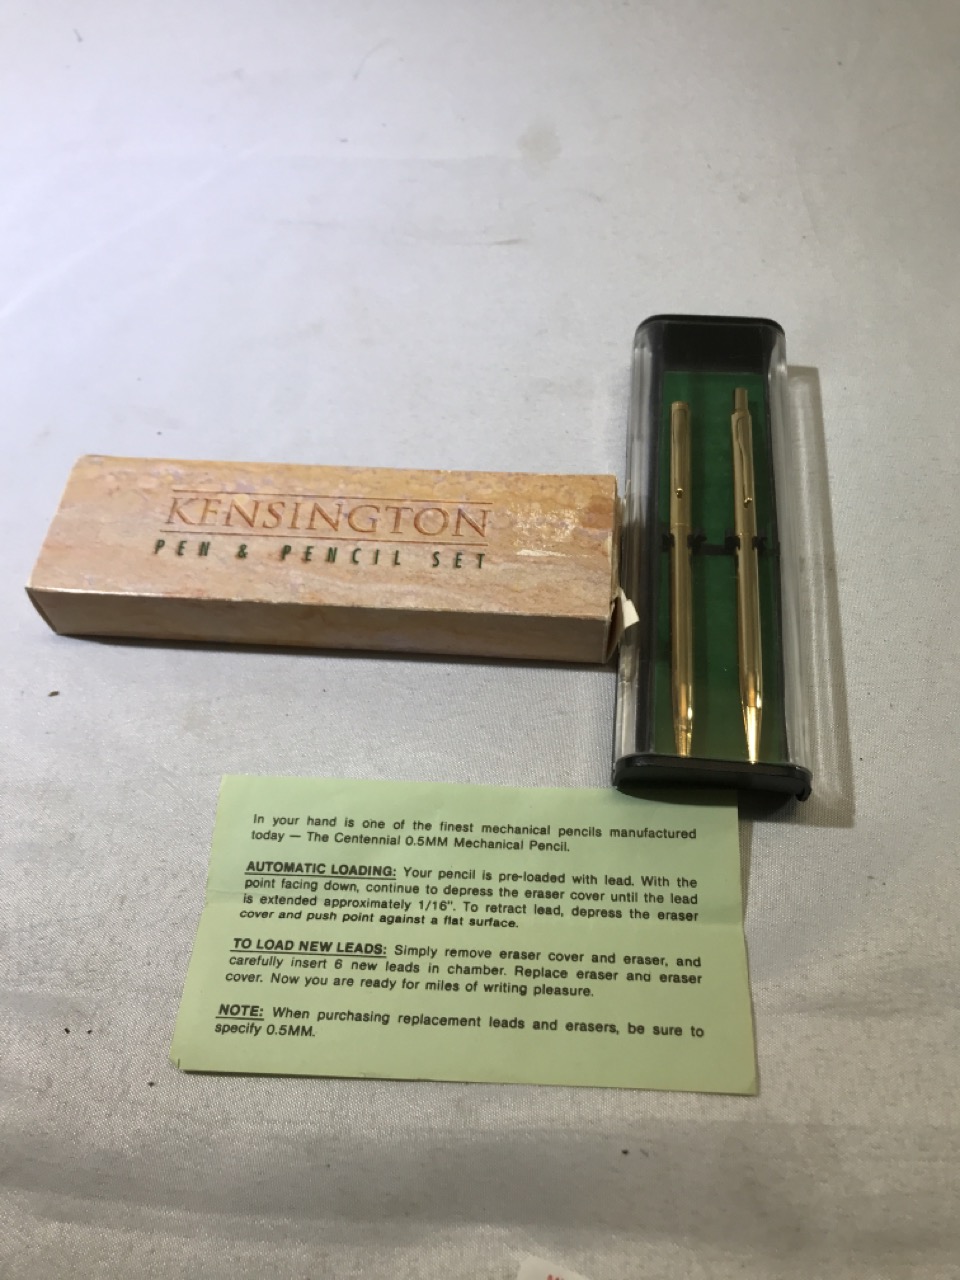 KENSINGTON
PEN & PENCIL SET
In your hand is one of the finest mechanical pencils manufactured
today — The Centennial 0.5MM Mechanical Pencil.
AUTOMATIC LOADING: Your pencil is pre-loaded with lead. With the
point facing down, continue to depress the eraser cover until the lead
is extended approximately 1/16". To retract lead, depress the eraser
cover and push point against a flat surface.
TO LOAD NEW LEADS: Simply remove eraser cover and eraser, and
carefully insert 6 new leads in chamber. Replace eraser and eraser
cover. Now you are ready for miles of writing pleasure.
NOTE: When purchasing replacement leads and erasers, be sure to
specify 0.5MM.